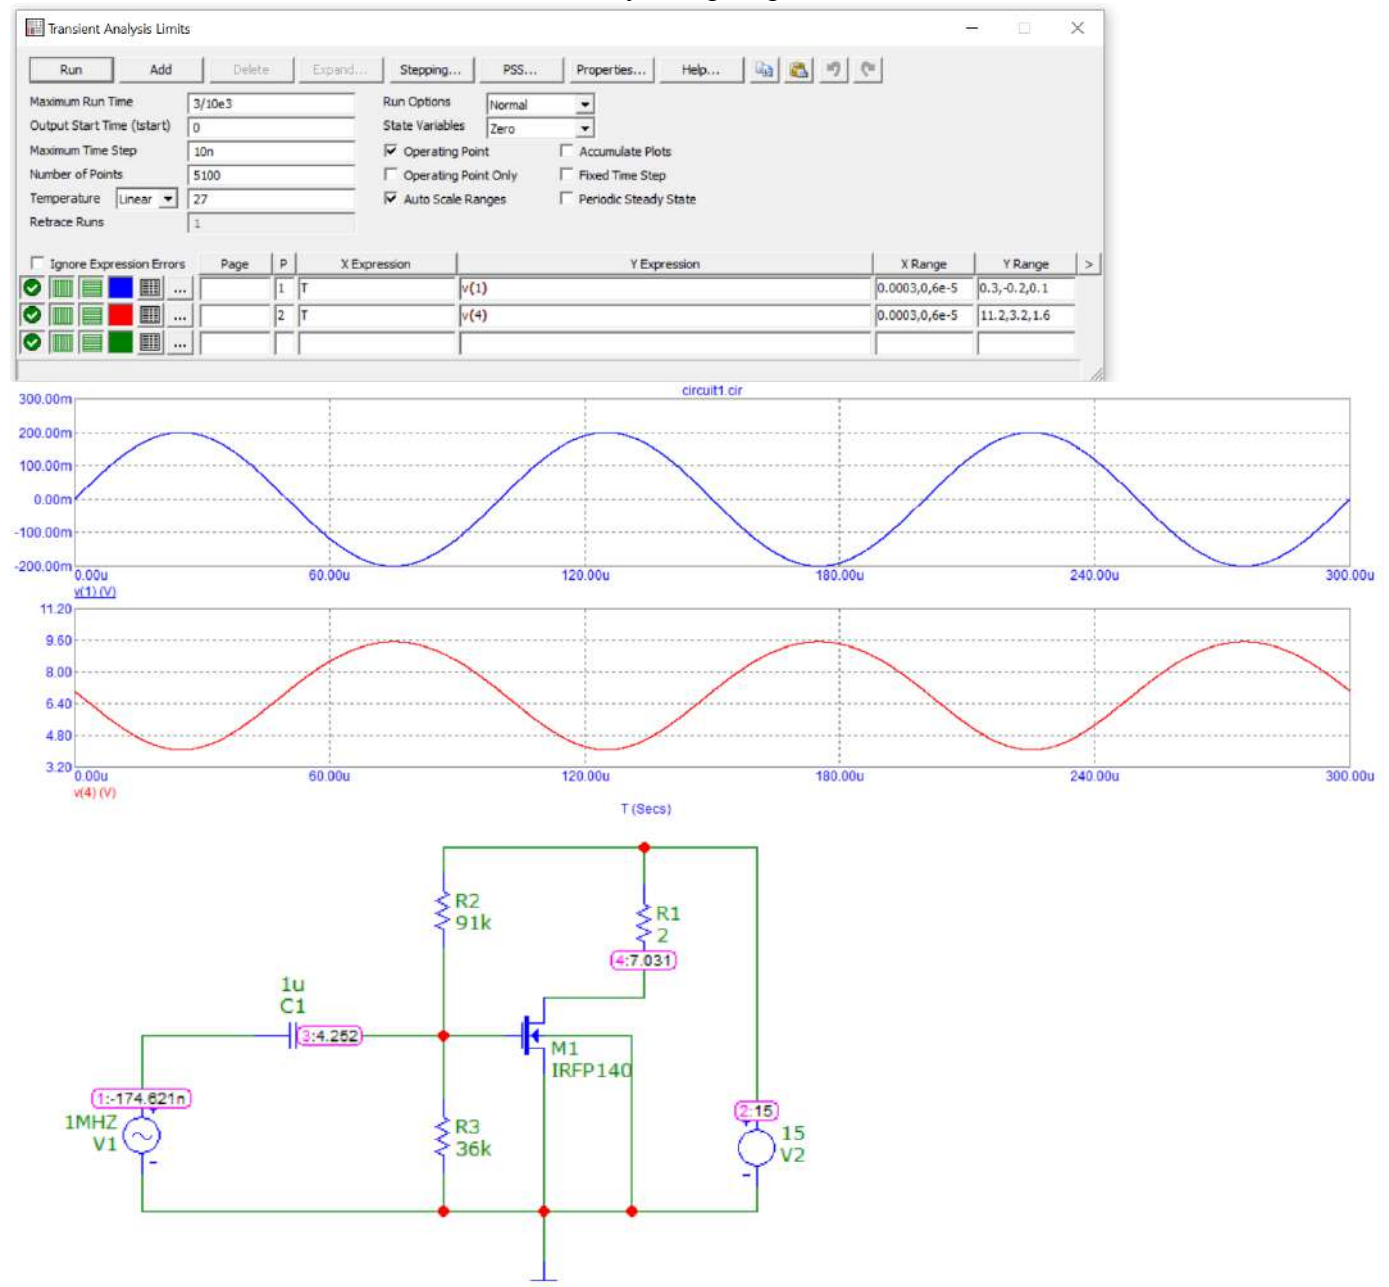 Transient Analysis Limits
Run Add Delete Expand... Stepping... PSS... Properties... Help...
Maximum Run Time 3/10e3 Run Options Normal
Output Start Time (tstart) 0 State Variables Zero
Maximum Time Step 10n Operating Point Accumulate Plots
Number of Points 5100 Operating Point Only Fixed Time Step
Temperature Linear 27 Auto Scale Ranges Periodic Steady State
Retrace Runs 1
Ignore Expression Errors Page P X Expression Y Expression X Range Y Range >
... 1 T v(1) 0.0003,0,6e-5 0.3,-0.2,0.1
... 2 T v(4) 0.0003,0,6e-5 11.2,3.2,1.6
...
circuit1.cir
300.00m
200.00m
100.00m
0.00m
-100.00m
-200.00m
0.00u 60.00u 120.00u 180.00u 240.00u 300.00u
v(1) (V)
11.20
9.60
8.00
6.40
4.80
3.20
0.00u 60.00u 120.00u 180.00u 240.00u 300.00u
v(4) (V)
T (Secs)
R2
91k
R1
2
4:7.031
1u
C1
3:4.252
M1
IRFP140
1:-174.621n
1MHZ
V1
-
R3
36k
2:15
15
V2
-